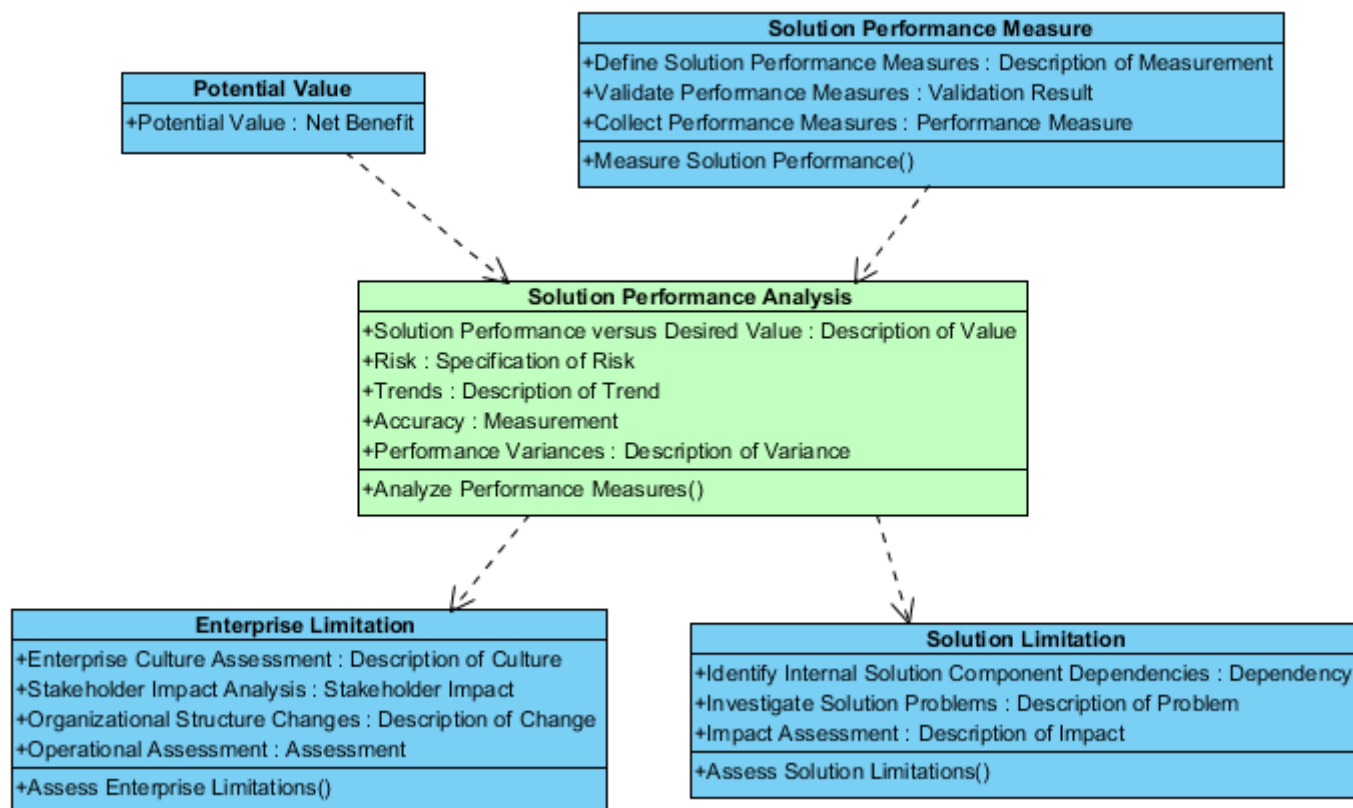 Solution Performance Measure
+Define Solution Performance Measures : Description of Measurement
+Validate Performance Measures : Validation Result
+Collect Performance Measures : Performance Measure
+Measure Solution Performance()
Potential Value
+Potential Value : Net Benefit
Solution Performance Analysis
+Solution Performance versus Desired Value : Description of Value
+Risk : Specification of Risk
+Trends : Description of Trend
+Accuracy : Measurement
+Performance Variances : Description of Variance
+Analyze Performance Measures()
Enterprise Limitation
+Enterprise Culture Assessment : Description of Culture
+Stakeholder Impact Analysis : Stakeholder Impact
+Organizational Structure Changes : Description of Change
+Operational Assessment : Assessment
+Assess Enterprise Limitations()
Solution Limitation
+Identify Internal Solution Component Dependencies : Dependency
+Investigate Solution Problems : Description of Problem
+Impact Assessment : Description of Impact
+Assess Solution Limitations()